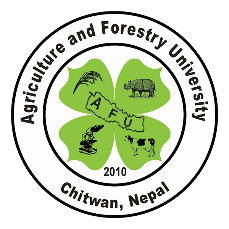 Agriculture and Forestry University
AFU
2010
Chitwan, Nepal